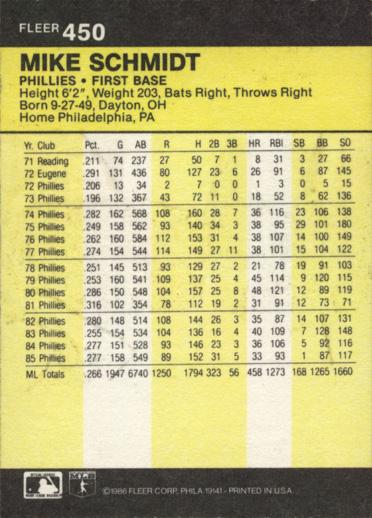 FLEER 450
MIKE SCHMIDT
PHILLIES • FIRST BASE
Height 6'2", Weight 203, Bats Right, Throws Right
Born 9-27-49, Dayton, OH
Home Philadelphia, PA
Yr. Club Pct. G AB R H 2B 3B HR RBI SB BB SO
71 Reading .211 74 237 27 50 7 1 8 31 3 27 66
72 Eugene .291 131 436 80 127 23 6 26 91 6 87 145
72 Phillies .206 13 34 2 7 0 0 1 3 0 5 15
73 Phillies .196 132 367 43 72 11 0 18 52 8 62 136
74 Phillies .282 162 568 108 160 28 7 36 116 23 106 138
75 Phillies .249 158 562 93 140 34 3 38 95 29 101 180
76 Phillies .262 160 584 112 153 31 4 38 107 14 100 149
77 Phillies .274 154 544 114 149 27 11 38 101 15 104 122
78 Phillies .251 145 513 93 129 27 2 21 78 19 91 103
79 Phillies .253 160 541 109 137 25 4 45 114 9 120 115
80 Phillies .286 150 548 104 157 25 8 48 121 12 89 119
81 Phillies .316 102 354 78 112 19 2 31 91 12 73 71
82 Phillies .280 148 514 108 144 26 3 35 87 14 107 131
83 Phillies .255 154 534 104 136 16 4 40 109 7 128 148
84 Phillies .277 151 528 93 146 23 3 36 106 5 92 116
85 Phillies .277 158 549 89 152 31 5 33 93 1 87 117
ML Totals .266 1947 6740 1250 1794 323 56 458 1273 168 1265 1660
©1986 FLEER CORP. PHILA 19141 - PRINTED IN U.S.A.